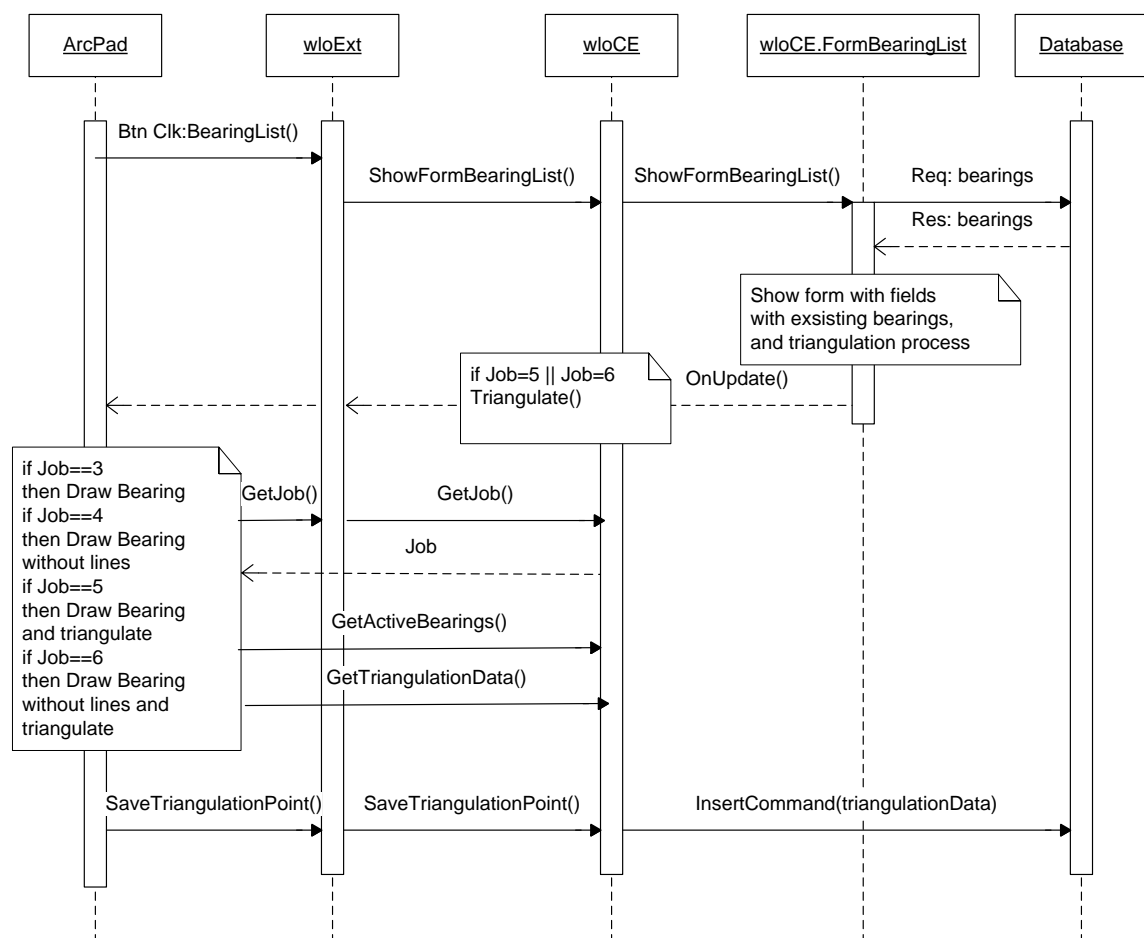 ArcPad
wloExt
wloCE
wloCE.FormBearingList
Database
Btn Clk:BearingList()
ShowFormBearingList()
ShowFormBearingList()
Req: bearings
Res: bearings
Show form with fields
with exsisting bearings,
and triangulation process
if Job=5 || Job=6
Triangulate()
OnUpdate()
if Job==3
then Draw Bearing
if Job==4
then Draw Bearing
without lines
if Job==5
then Draw Bearing
and triangulate
if Job==6
then Draw Bearing
without lines and
triangulate
GetJob()
GetJob()
Job
GetActiveBearings()
GetTriangulationData()
SaveTriangulationPoint()
SaveTriangulationPoint()
InsertCommand(triangulationData)